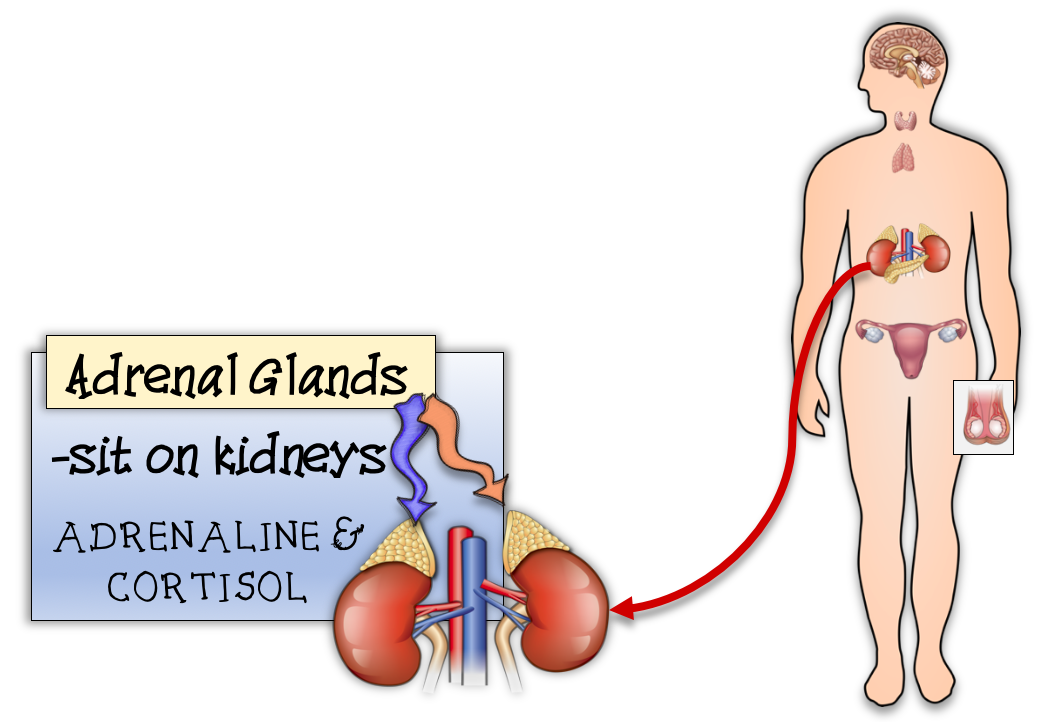 Adrenal Glands
-sit on kidneys
ADRENALINE &
CORTISOL